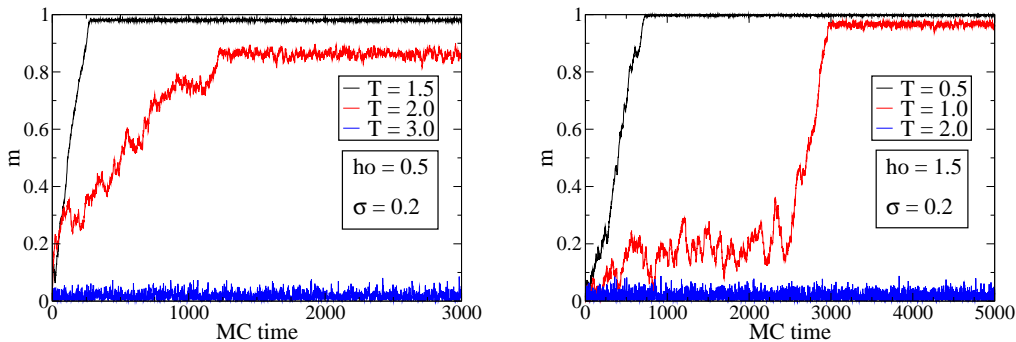 1
0.8
0.6
0.4
0.2
0
m
T = 1.5
T = 2.0
T = 3.0
ho = 0.5
σ = 0.2
0 1000 2000 3000
MC time
1
0.8
0.6
0.4
0.2
0
m
T = 0.5
T = 1.0
T = 2.0
ho = 1.5
σ = 0.2
0 1000 2000 3000 4000 5000
MC time